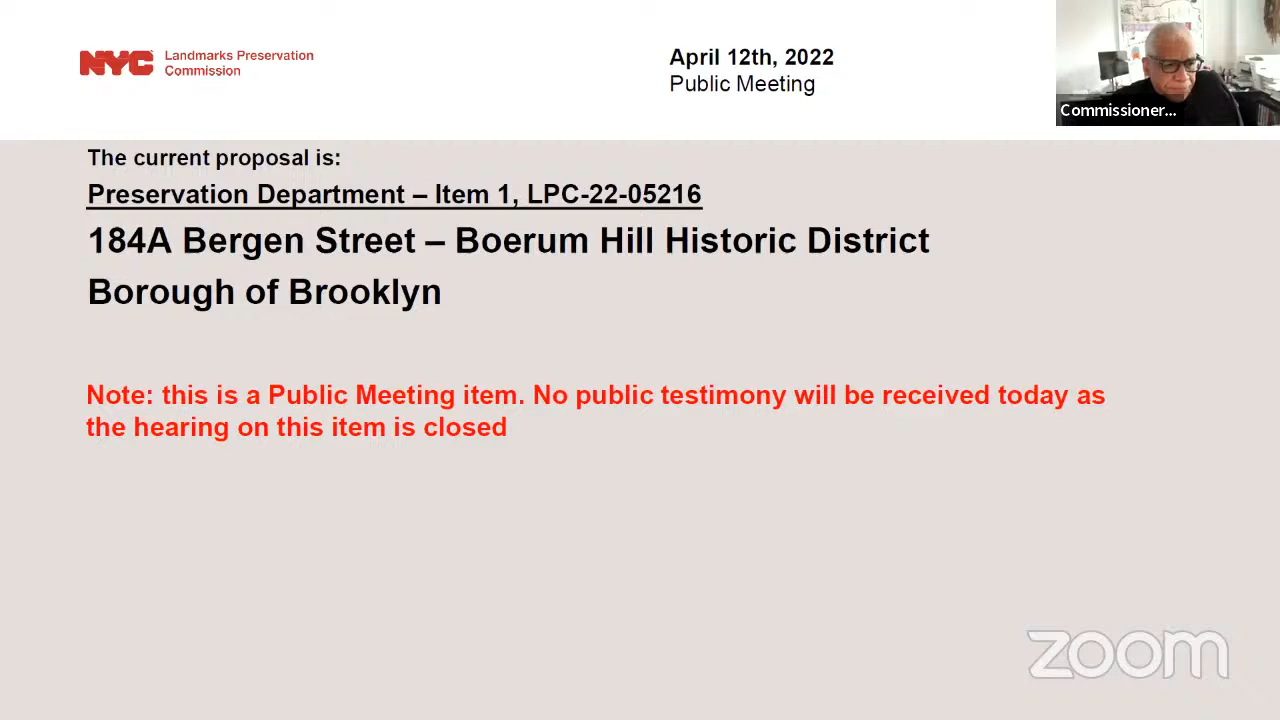 NYC Landmarks Preservation
Commission
April 12th, 2022
Public Meeting
Commissioner...
The current proposal is:
Preservation Department – Item 1, LPC-22-05216
184A Bergen Street – Boerum Hill Historic District
Borough of Brooklyn
Note: this is a Public Meeting item. No public testimony will be received today as
the hearing on this item is closed
zoom